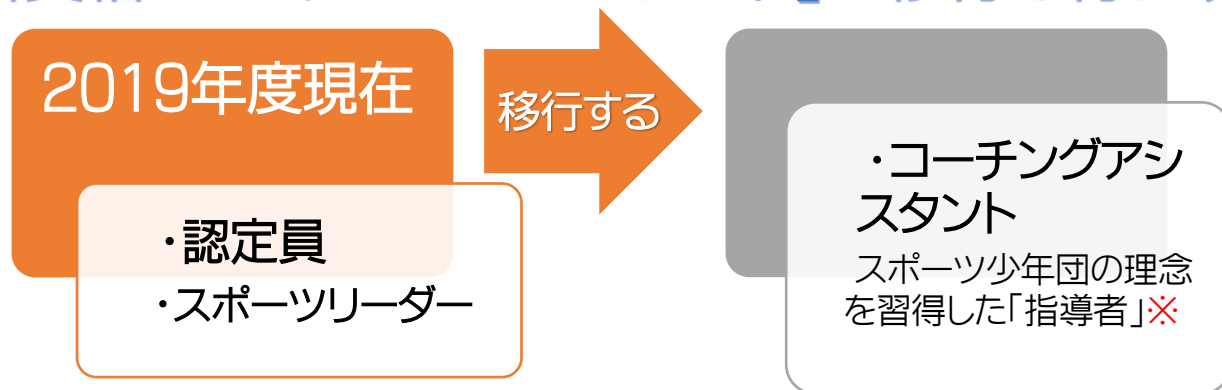 2019年度現在
移行する
・認定員
・スポーツリーダー
・コーチングアシ
スタント
スポーツ少年団の理念
を習得した「指導者」※